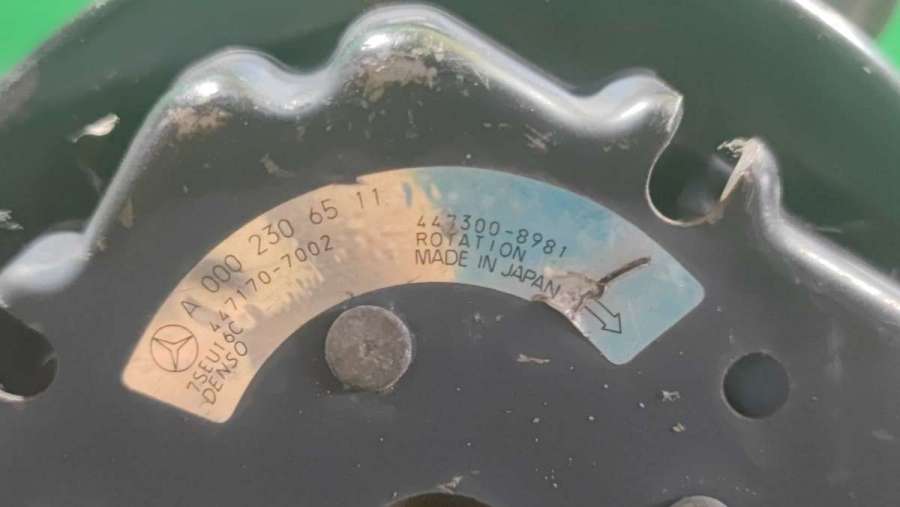 A 000 230 65 11
447170-7002
7SEU16C
DENSO
447300-8981
ROTATION
MADE IN JAPAN